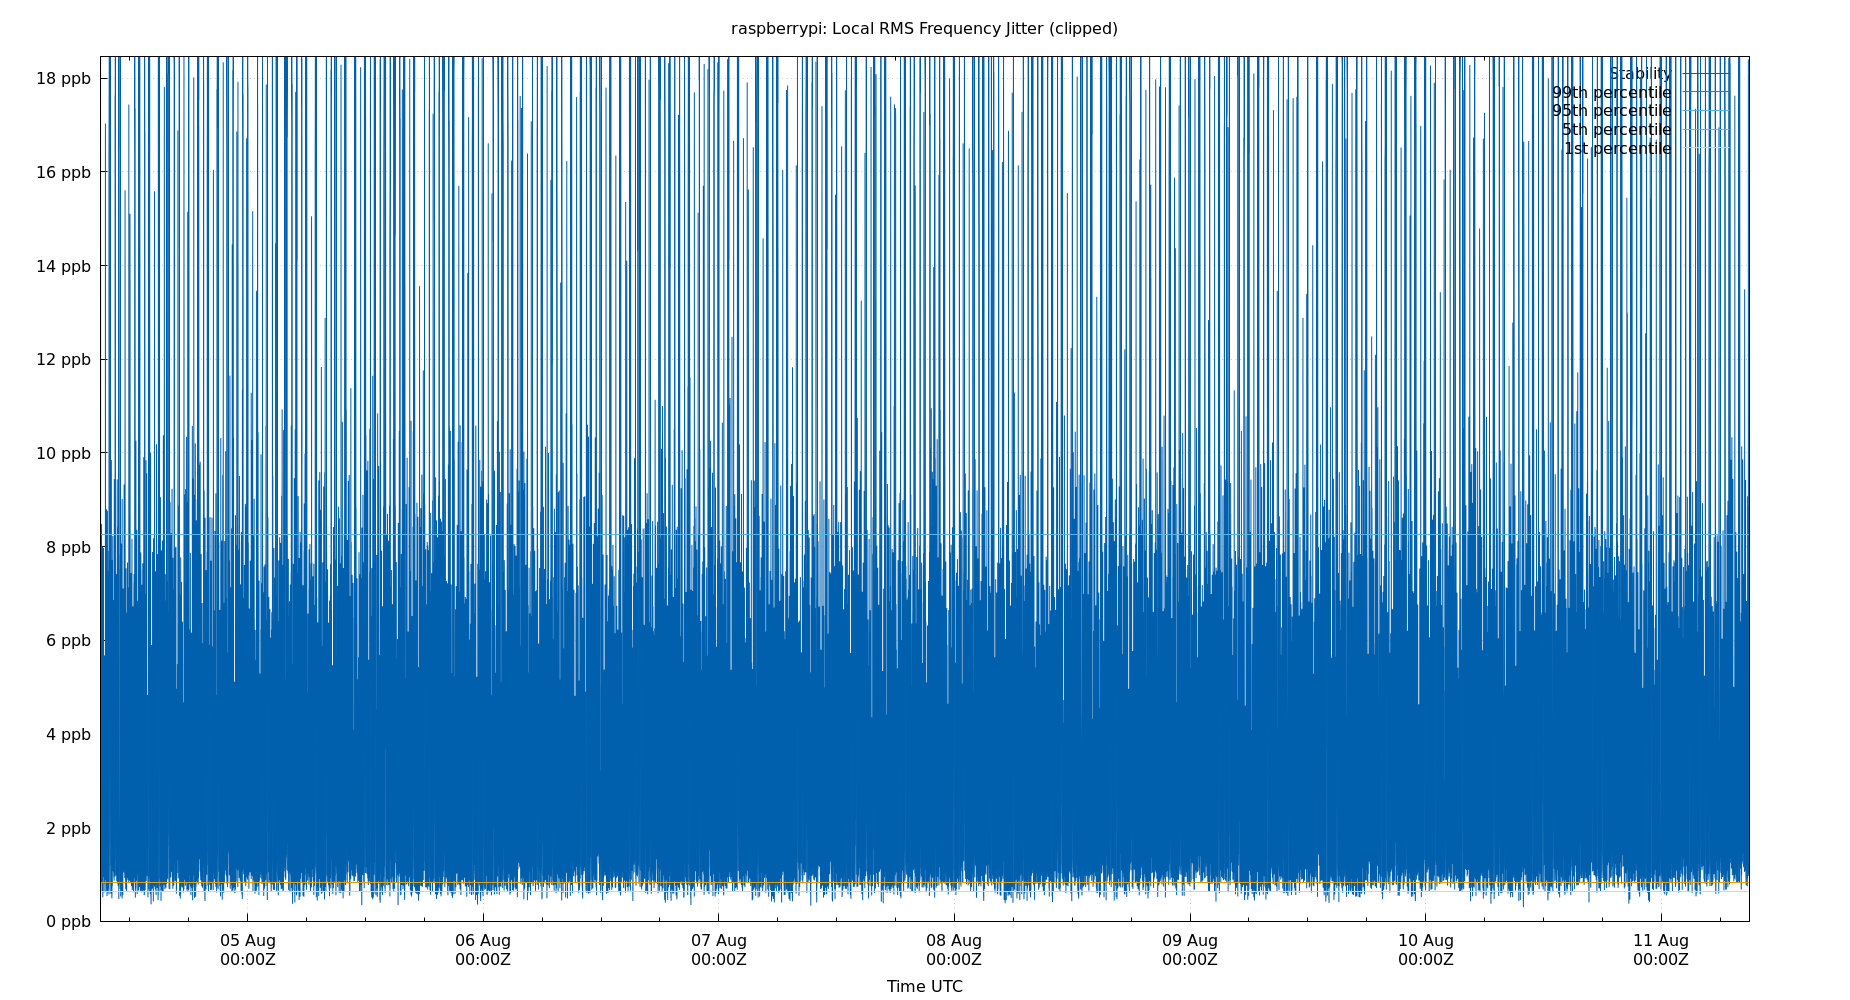 raspberrypi: Local RMS Frequency Jitter (clipped)
18 ppb
16 ppb
14 ppb
12 ppb
10 ppb
8 ppb
6 ppb
4 ppb
2 ppb
0 ppb
Stability
99th percentile
95th percentile
5th percentile
1st percentile
05 Aug 06 Aug 07 Aug 08 Aug 09 Aug 10 Aug 11 Aug
00:00Z 00:00Z 00:00Z 00:00Z 00:00Z 00:00Z 00:00Z
Time UTC